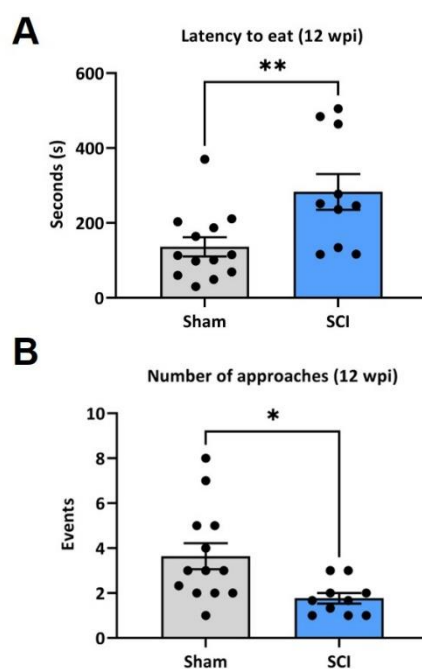 A
Latency to eat (12 wpi)
**
Seconds (s)
600
400
200
0
Sham
SCI
B
Number of approaches (12 wpi)
*
Events
10
8
6
4
2
0
Sham
SCI